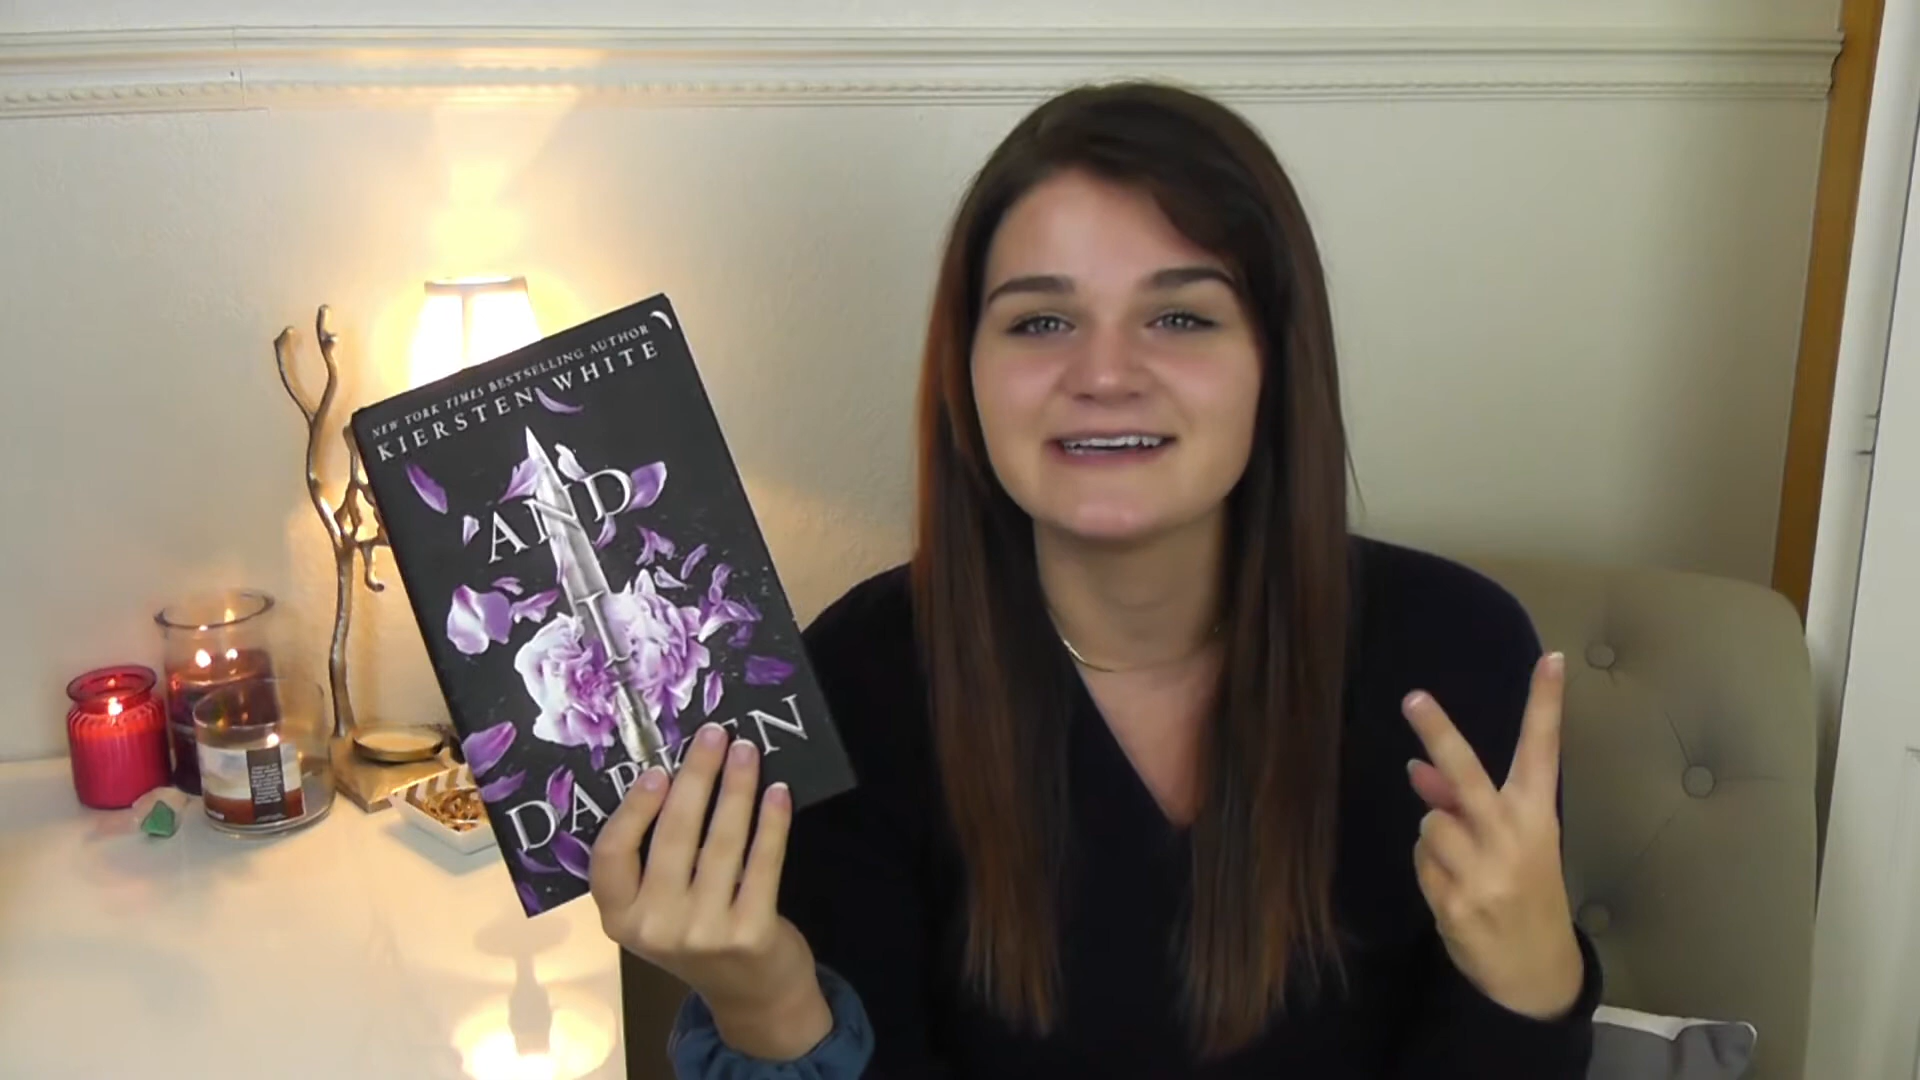 NEW YORK TIMES BESTSELLING AUTHOR
KIERSTEN WHITE
AND
I
DARKEN